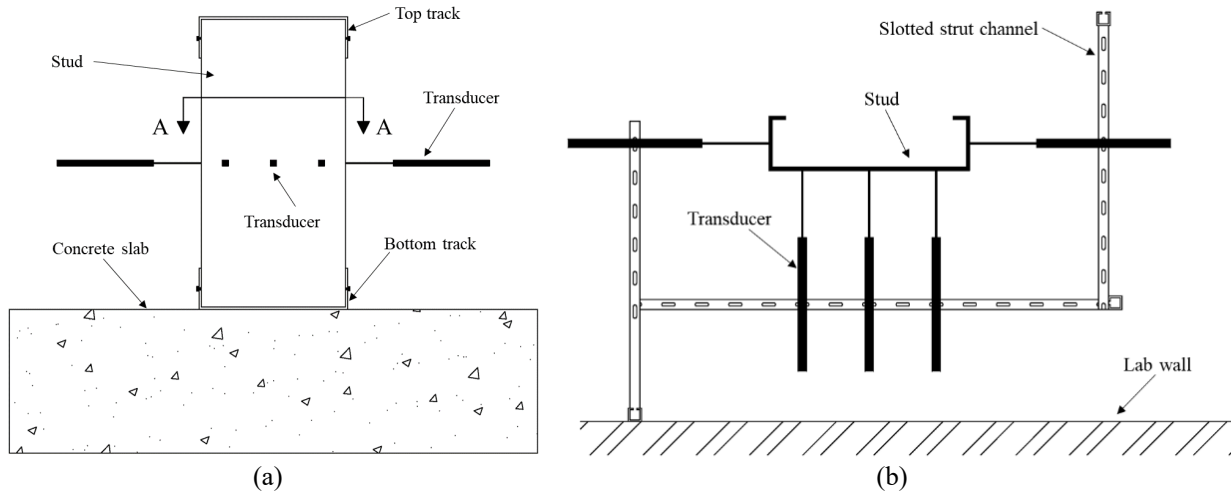 Top track
Stud
Transducer
A
A
Transducer
Concrete slab
Bottom track
(a)
Slotted strut channel
Stud
Transducer
Lab wall
(b)